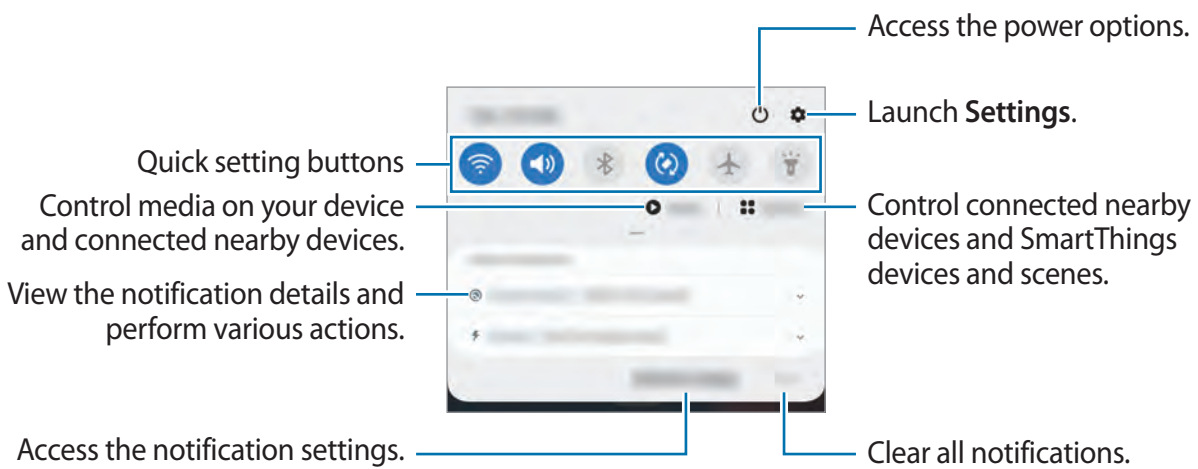 Access the power options.
Launch Settings.
Quick setting buttons
Control media on your device
and connected nearby devices.
Control connected nearby
devices and SmartThings
devices and scenes.
View the notification details and
perform various actions.
Access the notification settings.
Clear all notifications.